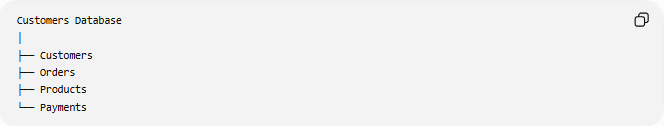 Customers Database
│
├── Customers
├── Orders
├── Products
└── Payments